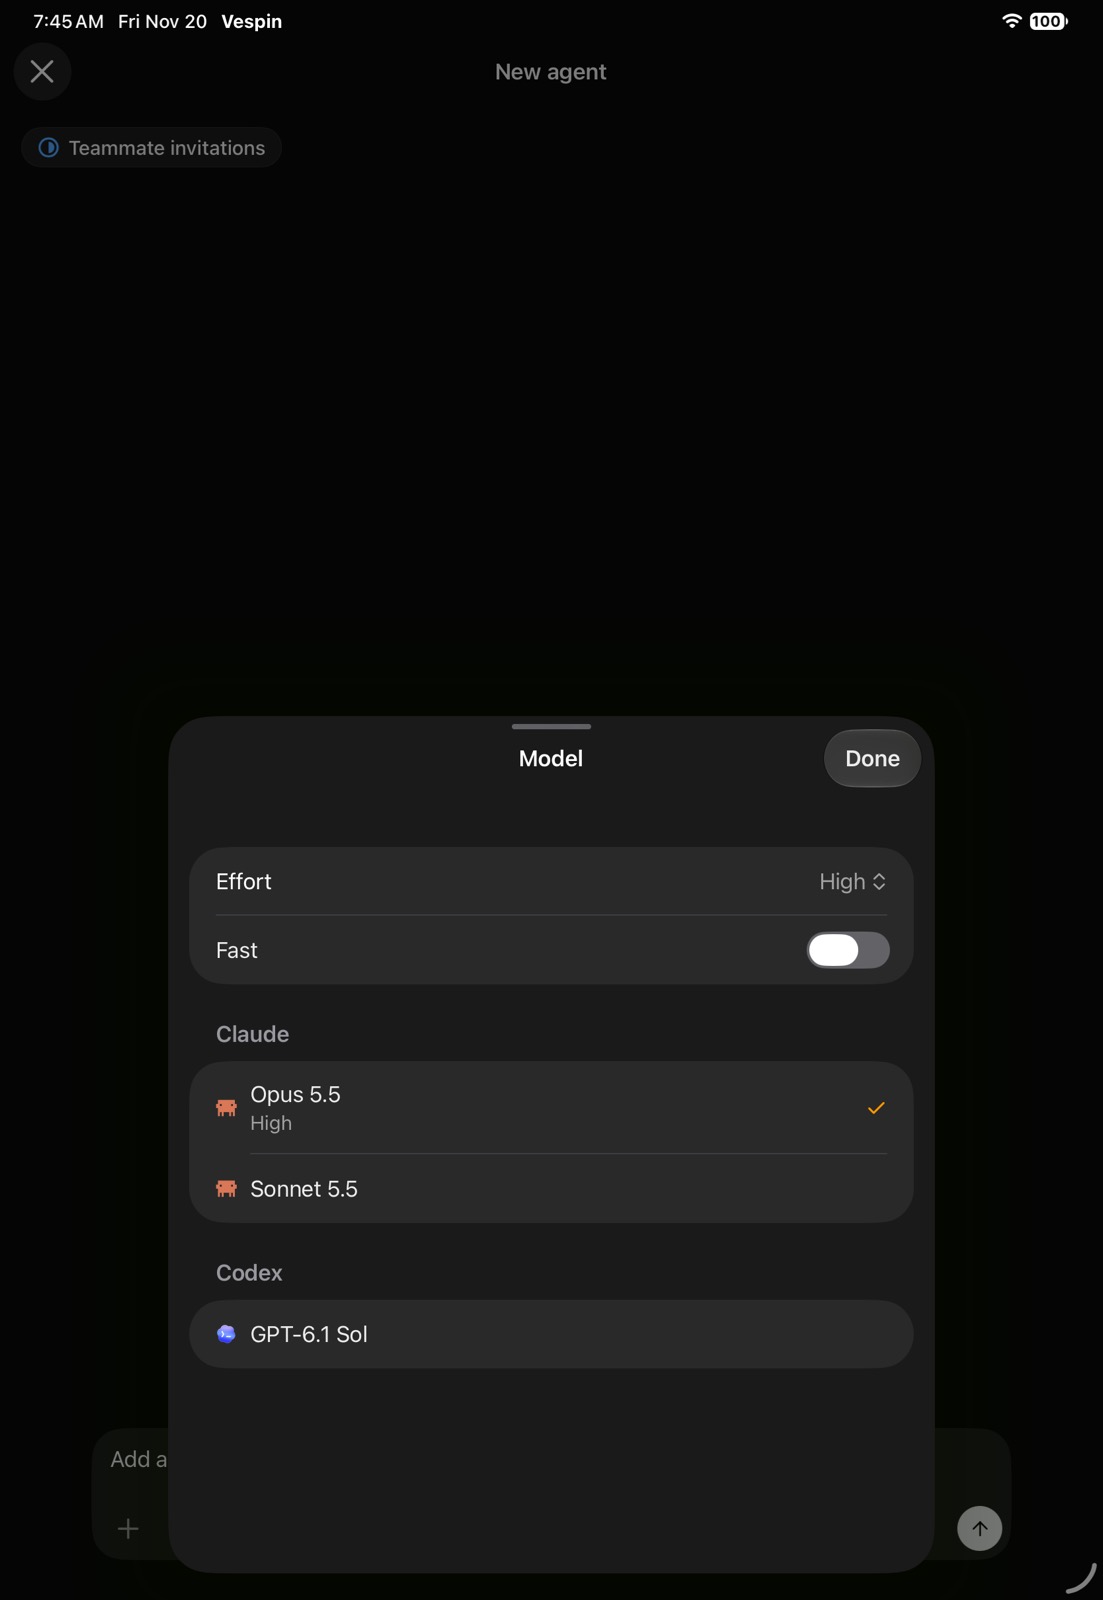 7:45 AM Fri Nov 20 Vespin
100
New agent
Teammate invitations
Model
Done
Effort
High
Fast
Claude
Opus 5.5
High
Sonnet 5.5
Codex
GPT-6.1 Sol
Add a